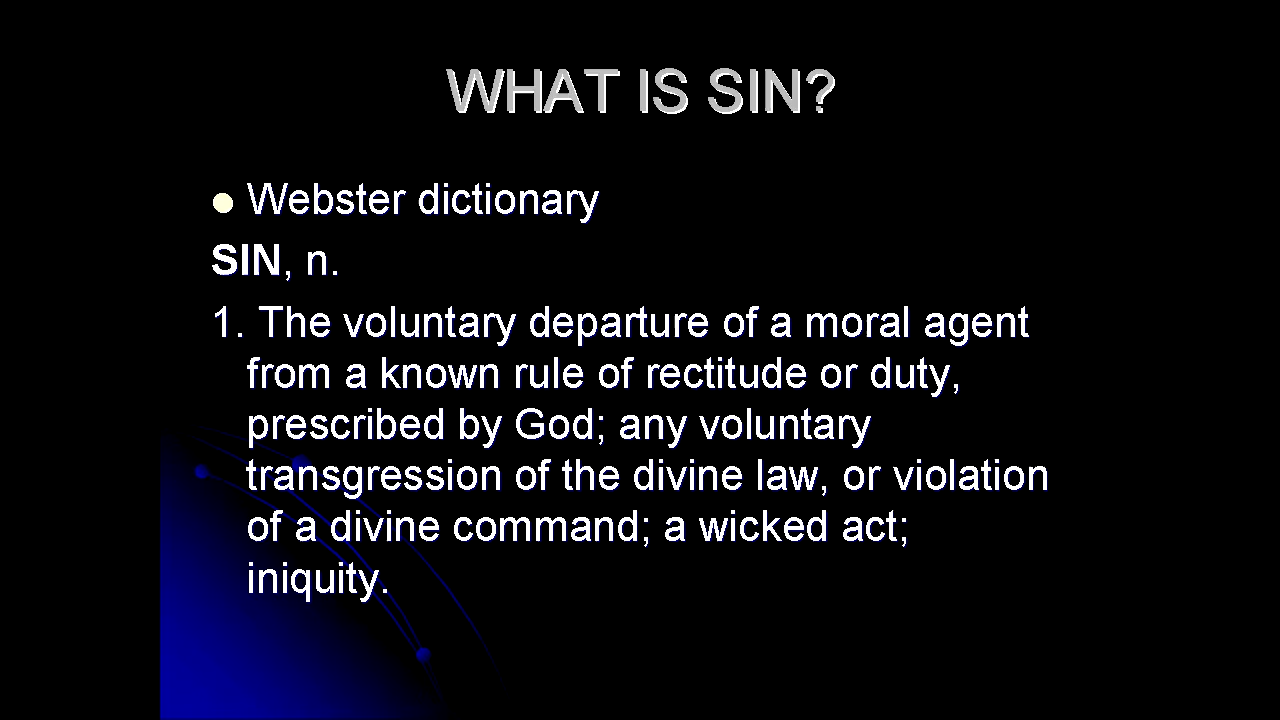 WHAT IS SIN?
● Webster dictionary
SIN, n.
1. The voluntary departure of a moral agent
from a known rule of rectitude or duty,
prescribed by God; any voluntary
transgression of the divine law, or violation
of a divine command; a wicked act;
iniquity.